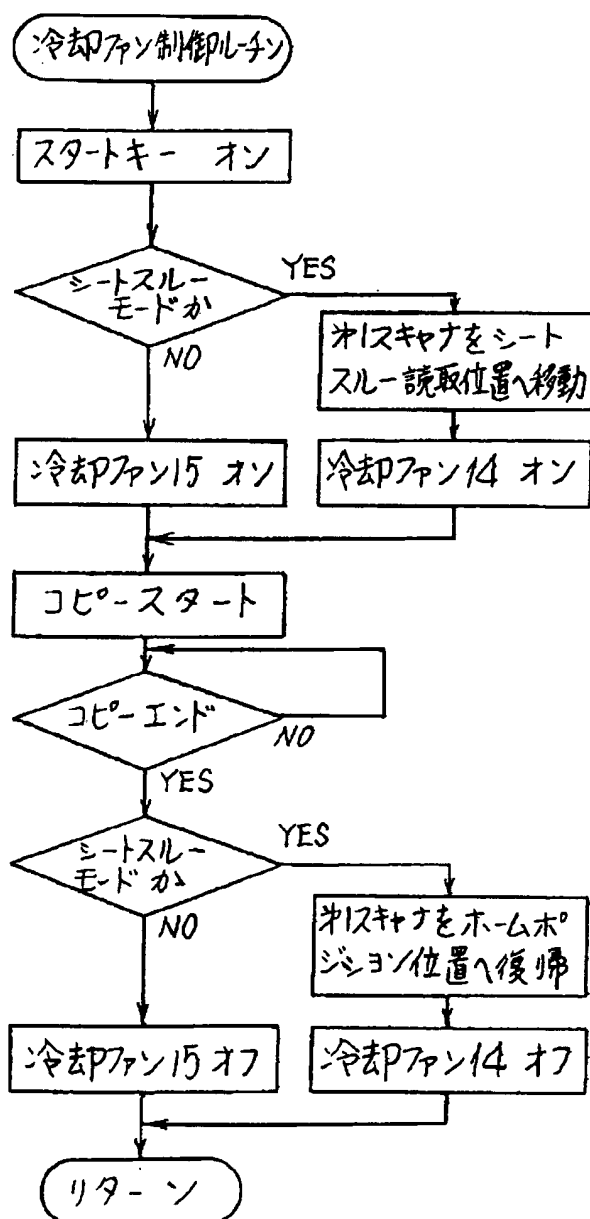 冷却ファン制御ルーチン
スタートキー オン
シートスルー
モードか
YES
NO
オ1スキャナをシート
スルー読取位置へ移動
冷却ファン15 オン
冷却ファン14 オン
コピースタート
コピーエンド
NO
YES
シートスルー
モードか
YES
NO
オ1スキャナをホームポ
ジション位置へ復帰
冷却ファン15 オフ
冷却ファン14 オフ
リターン